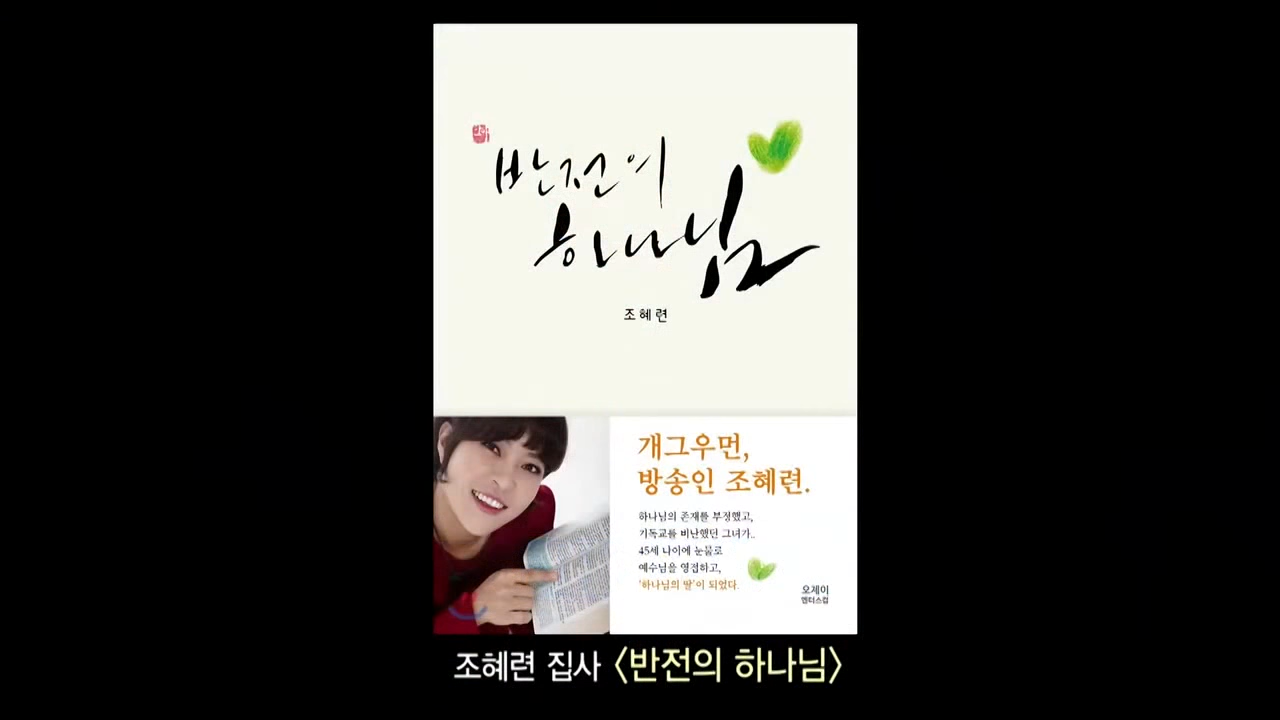 반전의
하나님
조혜련
개그우먼,
방송인 조혜련.
하나님의 존재를 부정했고,
기독교를 비난했던 그녀가..
45세 나이에 눈물로
예수님을 영접하고,
'하나님의 딸'이 되었다.
오제이
엔터스컴
조혜련 집사 <반전의 하나님>